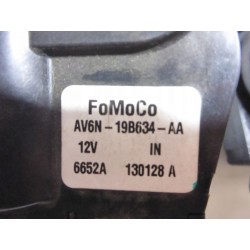 FoMoCo
AV6N-19B634-AA
12V IN
6652A 130128 A